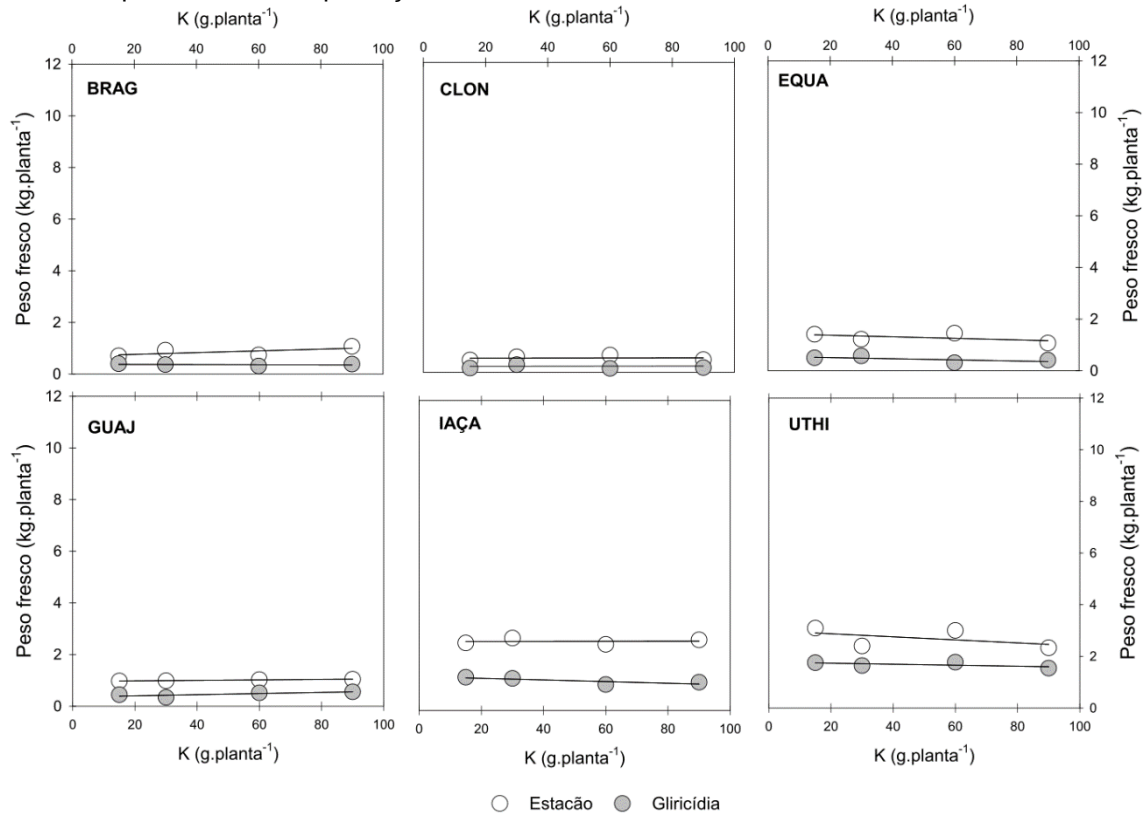 K (g.planta⁻¹) K (g.planta⁻¹) K (g.planta⁻¹)
0 20 40 60 80 100 0 20 40 60 80 100 0 20 40 60 80 100
BRAG CLON EQUA
Peso fresco (kg.planta⁻¹)
12
10
8
6
4
2
0
12
10
8
6
4
2
0
Peso fresco (kg.planta⁻¹)
GUAJ IAÇA UTHI
Peso fresco (kg.planta⁻¹)
12
10
8
6
4
2
0
12
10
8
6
4
2
0
Peso fresco (kg.planta⁻¹)
0 20 40 60 80 100 0 20 40 60 80 100 0 20 40 60 80 100
K (g.planta⁻¹) K (g.planta⁻¹) K (g.planta⁻¹)
Estacão Gliricídia